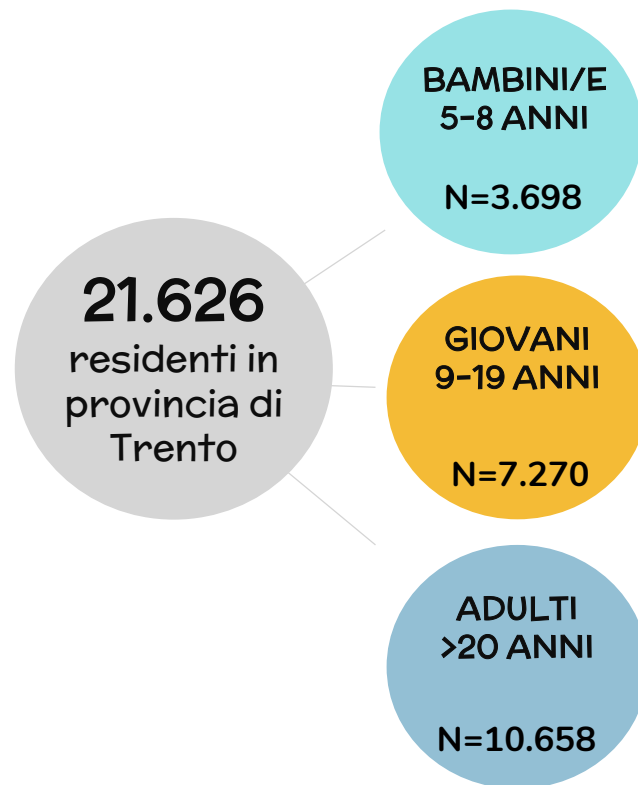 21.626
residenti in
provincia di
Trento
BAMBINI/E
5-8 ANNI
N=3.698
GIOVANI
9-19 ANNI
N=7.270
ADULTI
>20 ANNI
N=10.658